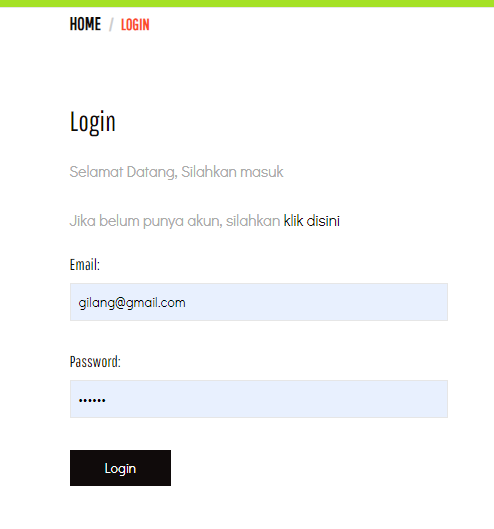 HOME / LOGIN
Login
Selamat Datang, Silahkan masuk
Jika belum punya akun, silahkan klik disini
Email:
gilang@gmail.com
Password:
••••••
Login